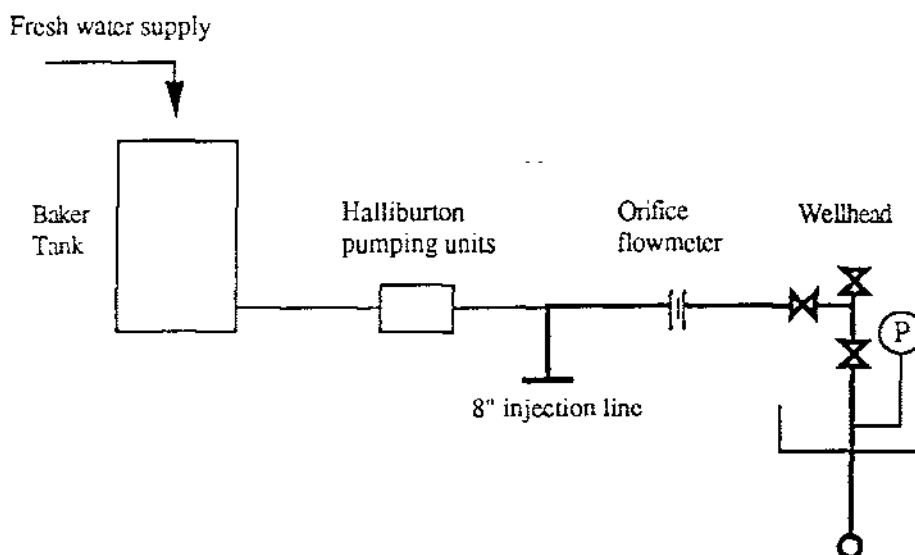 Fresh water supply
Baker
Tank
Halliburton
pumping units
Orifice
flowmeter
Wellhead
P
8" injection line